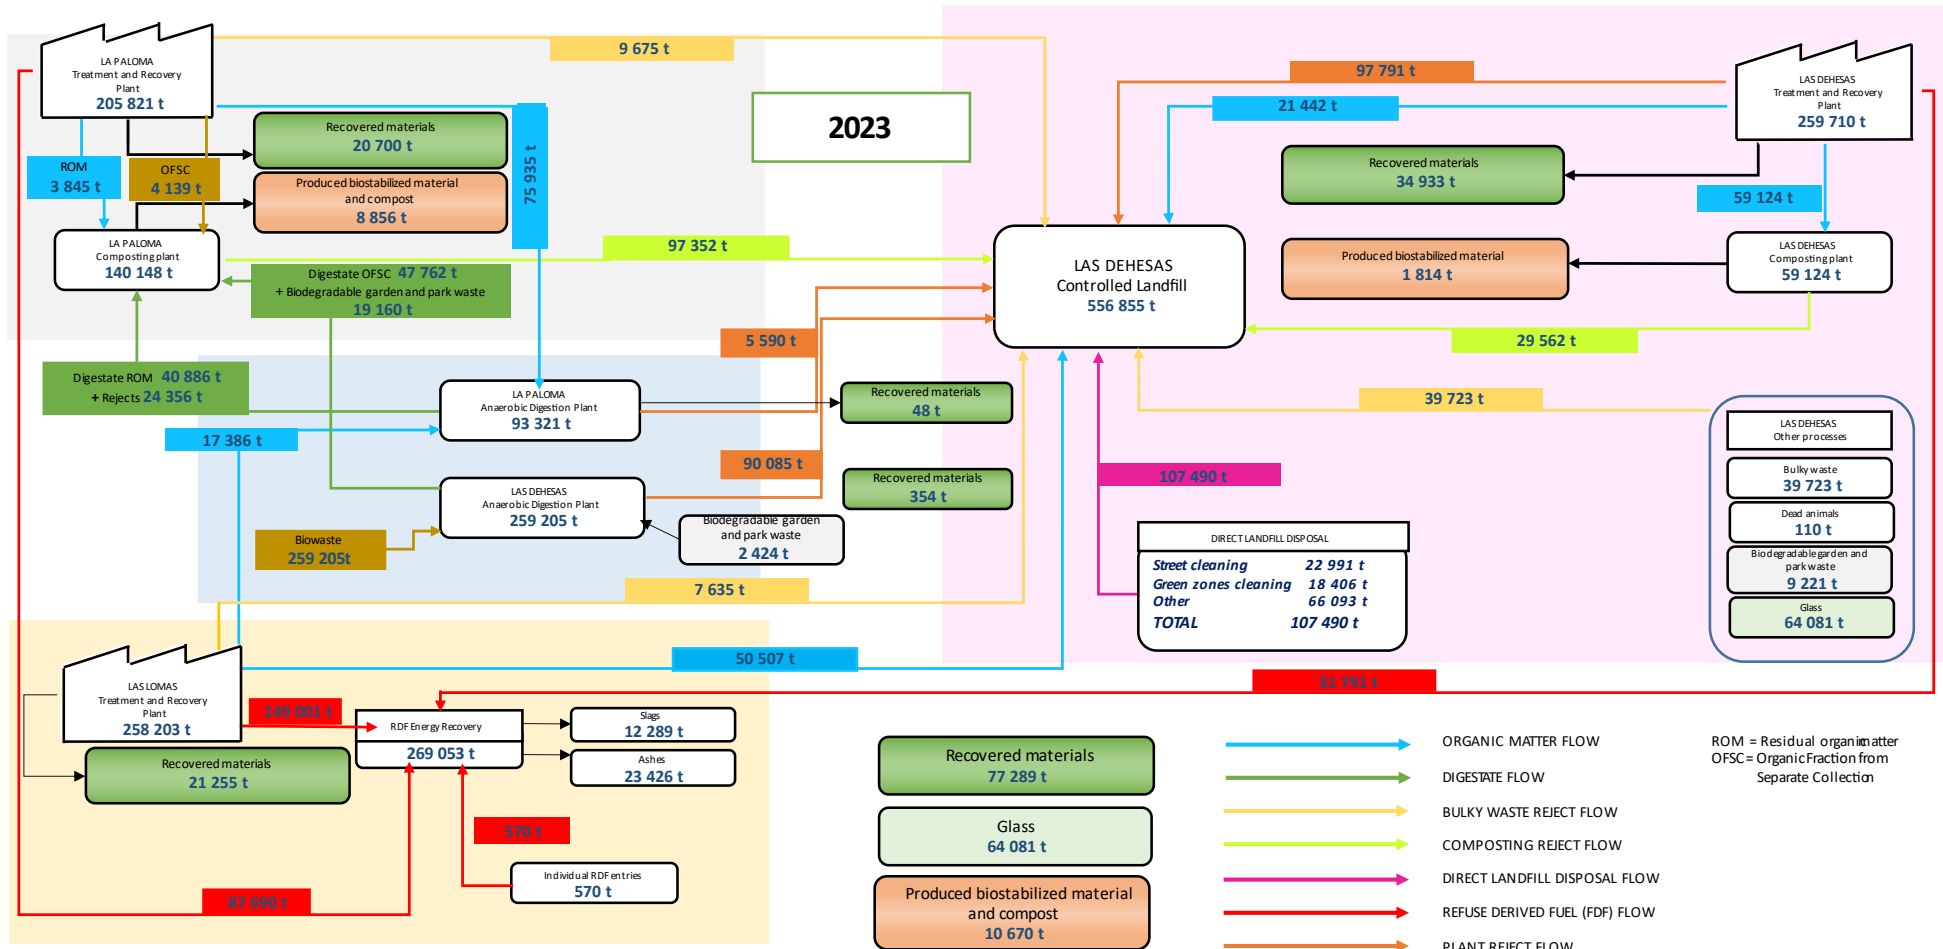 LA PALOMA
Treatment and Recovery
Plant
205 821 t
9 675 t
2023
97 791 t
21 442 t
LAS DEHESAS
Treatment and Recovery
Plant
259 710 t
Recovered materials
20 700 t
75 935 t
ROM
3 845 t
OFSC
4 139 t
Produced biostabilized material
and compost
8 856 t
Recovered materials
34 933 t
59 124 t
LA PALOMA
Composting plant
140 148 t
97 352 t
Digestate OFSC 47 762 t
+ Biodegradable garden and park waste
19 160 t
LAS DEHESAS
Controlled Landfill
556 855 t
Produced biostabilized material
1 814 t
LAS DEHESAS
Composting plant
59 124 t
5 590 t
29 562 t
Digestate ROM 40 886 t
+ Rejects 24 356 t
LA PALOMA
Anaerobic Digestion Plant
93 321 t
Recovered materials
48 t
39 723 t
17 386 t
90 085 t
107 490 t
LAS DEHESAS
Anaerobic Digestion Plant
259 205 t
Recovered materials
354 t
Biowaste
259 205t
Biodegradable garden
and park waste
2 424 t
LAS DEHESAS
Other processes
Bulky waste
39 723 t
Dead animals
110 t
Biodegradable garden and
park waste
9 221 t
Glass
64 081 t
DIRECT LANDFILL DISPOSAL
Street cleaning 22 991 t
Green zones cleaning 18 406 t
Other 66 093 t
TOTAL 107 490 t
7 635 t
50 507 t
31 791 t
LAS LOMAS
Treatment and Recovery
Plant
258 203 t
149 001 t
RDF Energy Recovery
269 053 t
Slags
12 289 t
Ashes
23 426 t
Recovered materials
21 255 t
570 t
Individual RDF entries
570 t
87 690 t
Recovered materials
77 289 t
Glass
64 081 t
Produced biostabilized material
and compost
10 670 t
ORGANIC MATTER FLOW
DIGESTATE FLOW
BULKY WASTE REJECT FLOW
COMPOSTING REJECT FLOW
DIRECT LANDFILL DISPOSAL FLOW
REFUSE DERIVED FUEL (FDF) FLOW
PLANT REJECT FLOW
ROM = Residual organic matter
OFSC = Organic Fraction from
Separate Collection